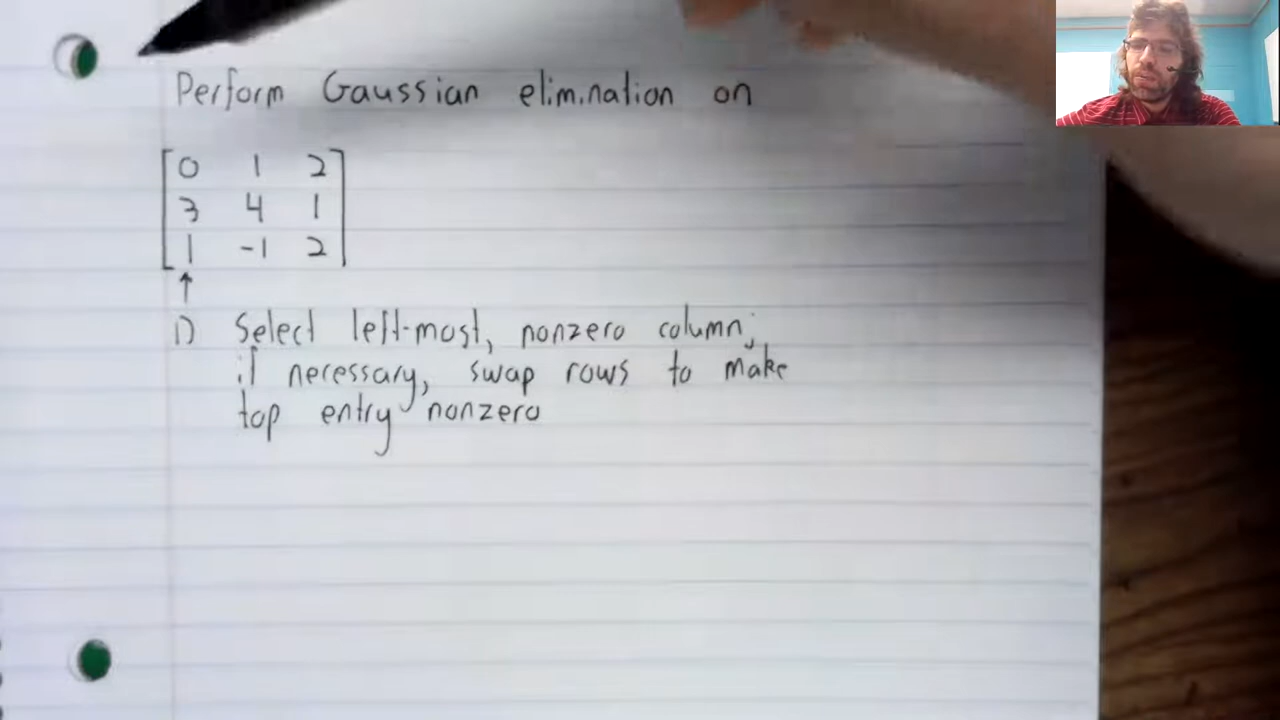 Perform Gaussian elimination on
0 1 2
3 4 1
1 -1 2
↑
1) Select left-most, nonzero column;
if necessary, swap rows to make
top entry nonzero